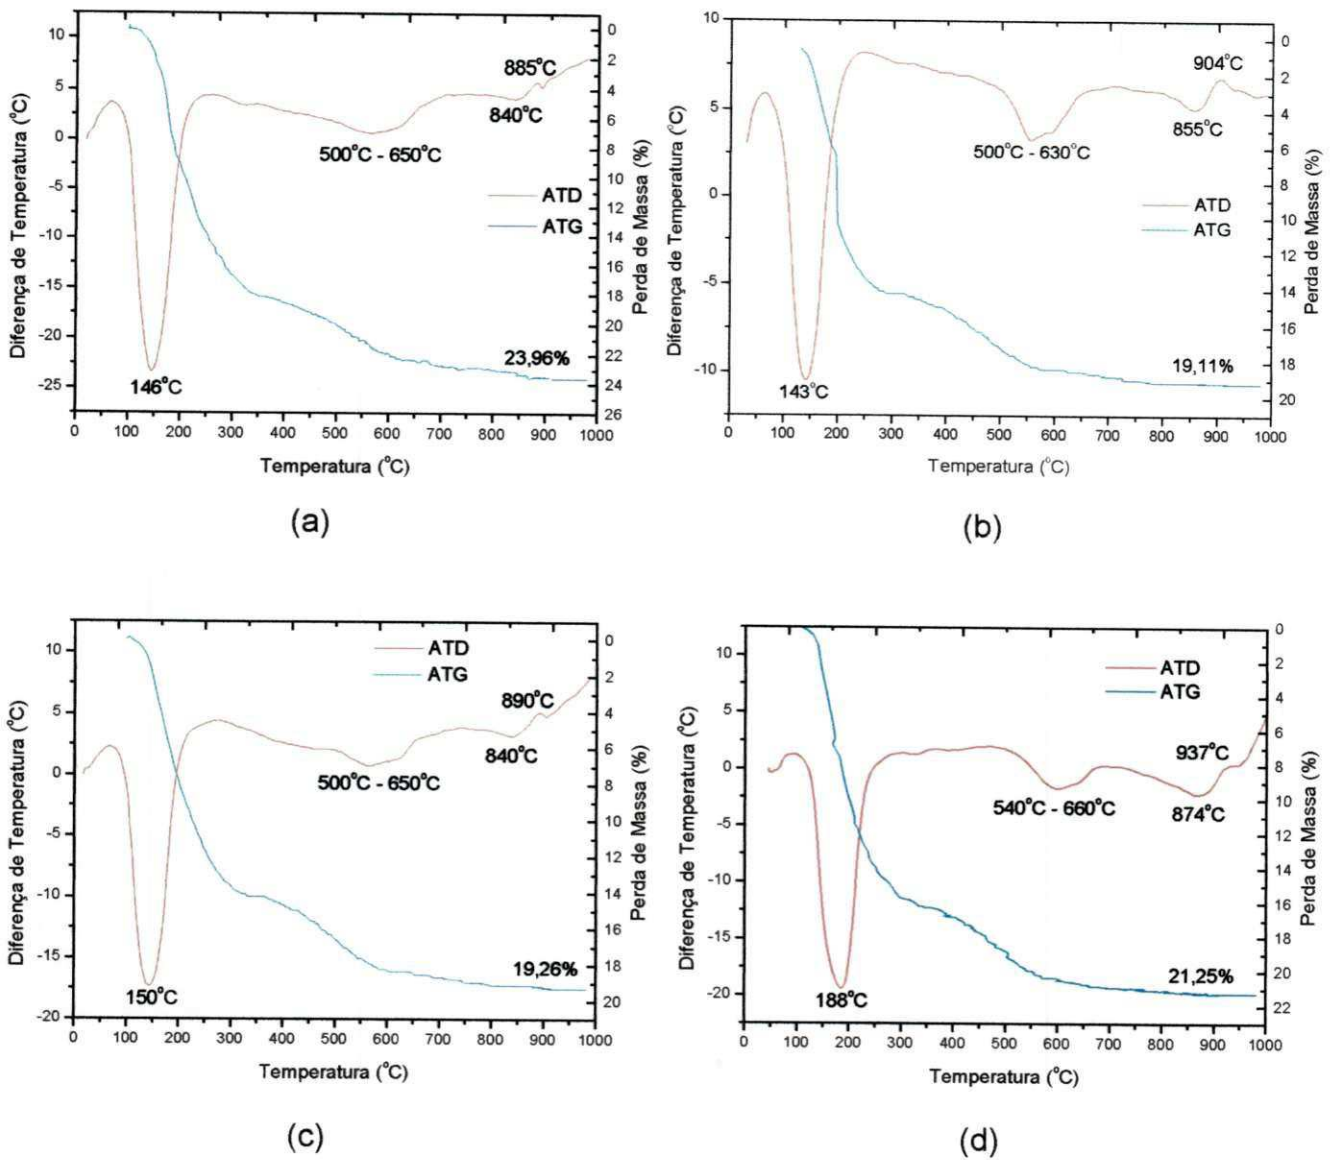 885°C
840°C
500°C - 650°C
ATD
ATG
23,96%
146°C
10
5
0
-5
-10
-15
-20
-25
0
2
4
6
8
10
12
14
16
18
20
22
24
26
0 100 200 300 400 500 600 700 800 900 1000
Diferença de Temperatura (°C)
Perda de Massa (%)
Temperatura (°C)
(a)
904°C
855°C
500°C - 630°C
ATD
ATG
19,11%
143°C
10
5
0
-5
-10
0
2
4
6
8
10
12
14
16
18
20
0 100 200 300 400 500 600 700 800 900 1000
Diferença de Temperatura (°C)
Perda de Massa (%)
Temperatura (°C)
(b)
ATD
ATG
890°C
840°C
500°C - 650°C
19,26%
150°C
10
5
0
-5
-10
-15
-20
0
2
4
6
8
10
12
14
16
18
20
0 100 200 300 400 500 600 700 800 900 1000
Diferença de Temperatura (°C)
Perda de Massa (%)
Temperatura (°C)
(c)
ATD
ATG
937°C
540°C - 660°C
874°C
21,25%
188°C
10
5
0
-5
-10
-15
-20
0
2
4
6
8
10
12
14
16
18
20
22
0 100 200 300 400 500 600 700 800 900 1000
Diferença de Temperatura (°C)
Perda de Massa (%)
Temperatura (°C)
(d)